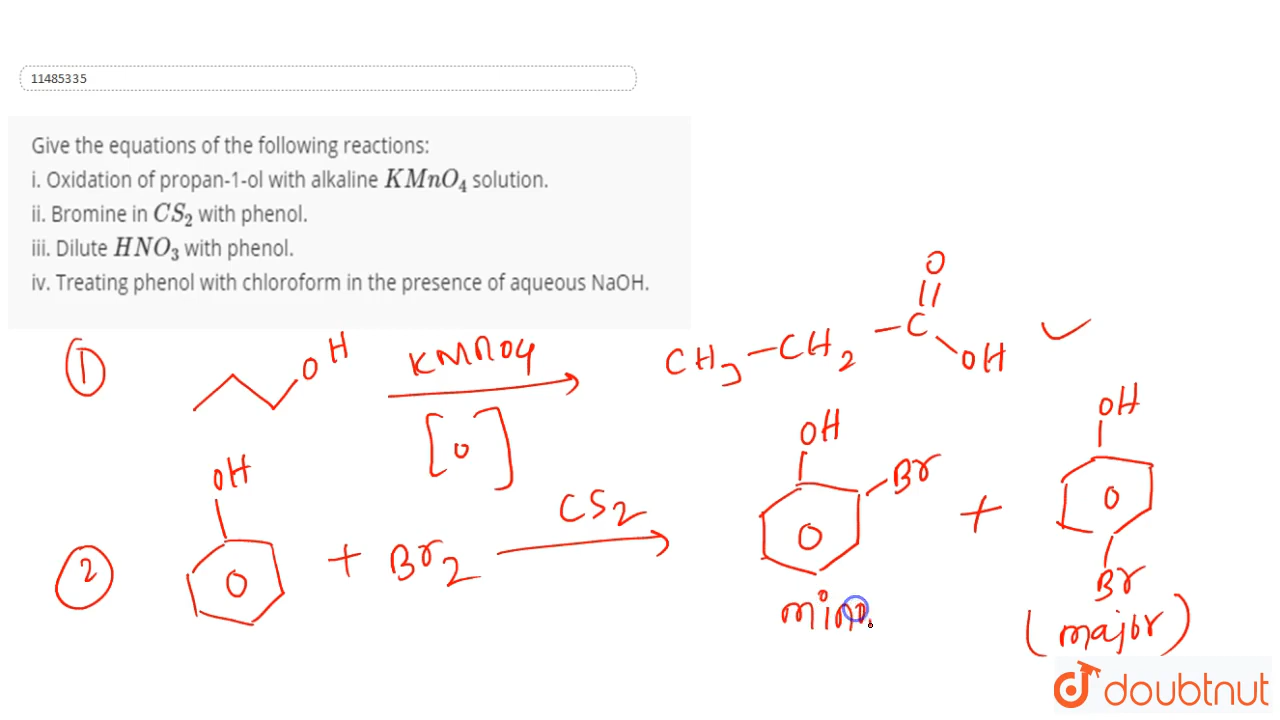 11485335
Give the equations of the following reactions:
i. Oxidation of propan-1-ol with alkaline KMnO₄ solution.
ii. Bromine in CS₂ with phenol.
iii. Dilute HNO₃ with phenol.
iv. Treating phenol with chloroform in the presence of aqueous NaOH.
① OH KMnO4 [O] CH3-CH2-C OH O ✓
② OH + Br2 CS2 OH Br + OH Br
(major)
doubtnut